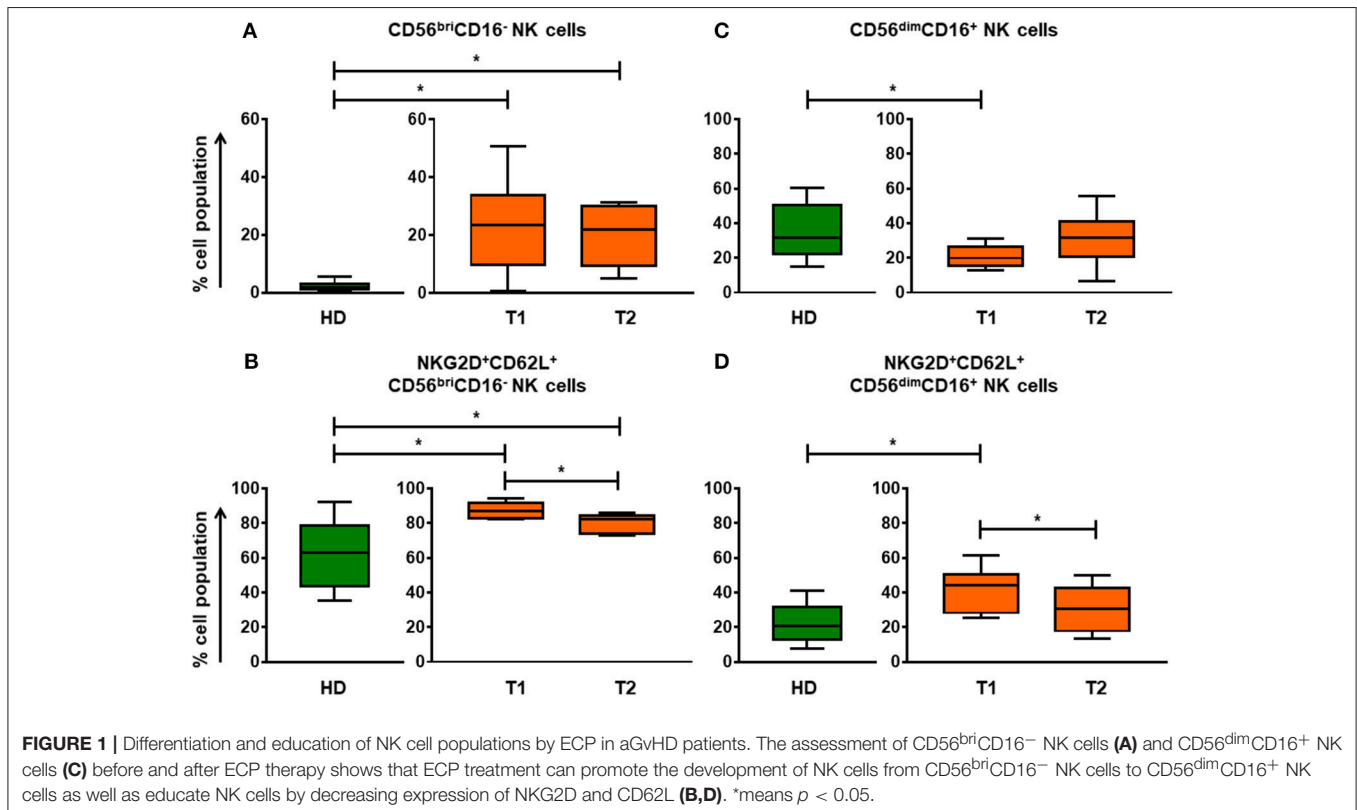 A
CD56briCD16- NK cells
*
*
% cell population
60
40
20
0
HD
60
40
20
0
T1
T2
C
CD56dimCD16+ NK cells
*
100
80
60
40
20
0
HD
100
80
60
40
20
0
T1
T2
B
NKG2D+CD62L+
CD56briCD16- NK cells
*
*
*
% cell population
100
80
60
40
20
0
HD
100
80
60
40
20
0
T1
T2
D
NKG2D+CD62L+
CD56dimCD16+ NK cells
*
*
100
80
60
40
20
0
HD
100
80
60
40
20
0
T1
T2
FIGURE 1 | Differentiation and education of NK cell populations by ECP in aGvHD patients. The assessment of CD56briCD16− NK cells (A) and CD56dimCD16+ NK
cells (C) before and after ECP therapy shows that ECP treatment can promote the development of NK cells from CD56briCD16− NK cells to CD56dimCD16+ NK
cells as well as educate NK cells by decreasing expression of NKG2D and CD62L (B,D). *means p < 0.05.